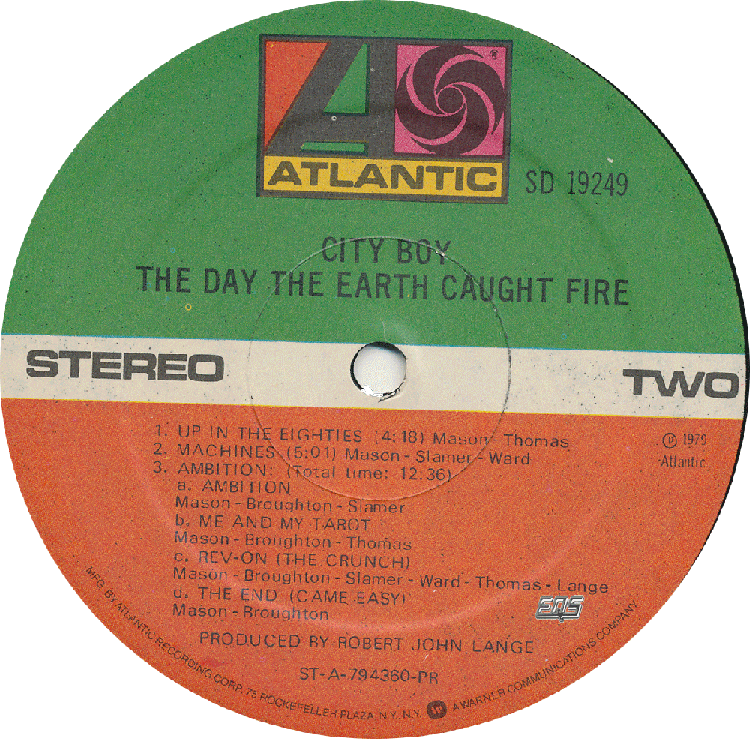 ATLANTIC
SD 19249
CITY BOY
THE DAY THE EARTH CAUGHT FIRE
STEREO
TWO
1. UP IN THE EIGHTIES (4:18) Mason - Thomas
2. MACHINES (5:01) Mason - Slamer - Ward
3. AMBITION: (Total time: 12:36)
a. AMBITION
Mason - Broughton - Slamer
b. ME AND MY TAROT
Mason - Broughton - Thomas
c. REV-ON (THE CRUNCH)
Mason - Broughton - Slamer - Ward - Thomas - Lange
d. THE END (CAME EASY)
Mason - Broughton
℗ 1979
Atlantic
PRODUCED BY ROBERT JOHN LANGE
ST-A-794360-PR
MFG. BY ATLANTIC RECORDING CORP., 75 ROCKEFELLER PLAZA, N.Y., N.Y. A WARNER COMMUNICATIONS COMPANY